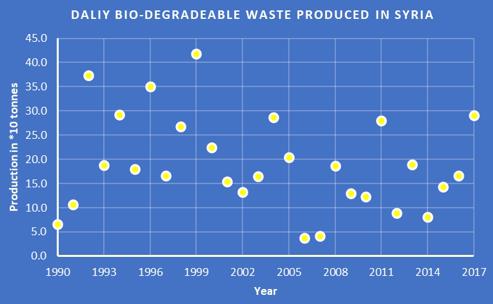 DALIY BIO-DEGRADEABLE WASTE PRODUCED IN SYRIA
45.0
40.0
35.0
30.0
25.0
20.0
15.0
10.0
5.0
0.0
Production in *10 tonnes
1990 1993 1996 1999 2002 2005 2008 2011 2014 2017
Year